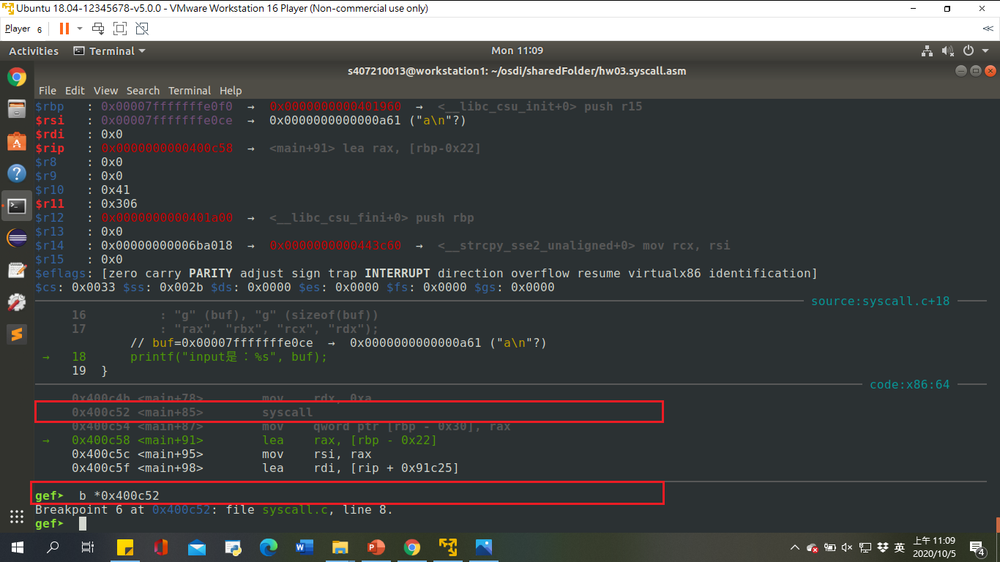 Ubuntu 18.04-12345678-v5.0.0 - VMware Workstation 16 Player (Non-commercial use only)
Player 6
Activities Terminal Mon 11:09
s407210013@workstation1: ~/osdi/sharedFolder/hw03.syscall.asm
File Edit View Search Terminal Help
$rbp   : 0x00007fffffffe0f0  →  0x0000000000401960  →  <__libc_csu_init+0> push r15
$rsi   : 0x00007fffffffe0ce  →  0x0000000000000a61 ("a\n"?)
$rdi   : 0x0
$rip   : 0x0000000000400c58  →  <main+91> lea rax, [rbp-0x22]
$r8    : 0x0
$r9    : 0x0
$r10   : 0x41
$r11   : 0x306
$r12   : 0x0000000000401a00  →  <__libc_csu_fini+0> push rbp
$r13   : 0x0
$r14   : 0x00000000006ba018  →  0x0000000000443c60  →  <__strcpy_sse2_unaligned+0> mov rcx, rsi
$r15   : 0x0
$eflags: [zero carry PARITY adjust sign trap INTERRUPT direction overflow resume virtualx86 identification]
$cs: 0x0033 $ss: 0x002b $ds: 0x0000 $es: 0x0000 $fs: 0x0000 $gs: 0x0000
source:syscall.c+18
16          : "g" (buf), "g" (sizeof(buf))
17          : "rax", "rbx", "rcx", "rdx");
// buf=0x00007fffffffe0ce  →  0x0000000000000a61 ("a\n"?)
→   18      printf("input是：%s", buf);
19  }
code:x86:64
0x400c4b <main+78>        mov    rdx, 0xa
0x400c52 <main+85>        syscall
0x400c54 <main+87>        mov    qword ptr [rbp - 0x30], rax
→   0x400c58 <main+91>        lea    rax, [rbp - 0x22]
0x400c5c <main+95>        mov    rsi, rax
0x400c5f <main+98>        lea    rdi, [rip + 0x91c25]
gef➤  b *0x400c52
Breakpoint 6 at 0x400c52: file syscall.c, line 8.
gef➤
英 上午 11:09
2020/10/5
4